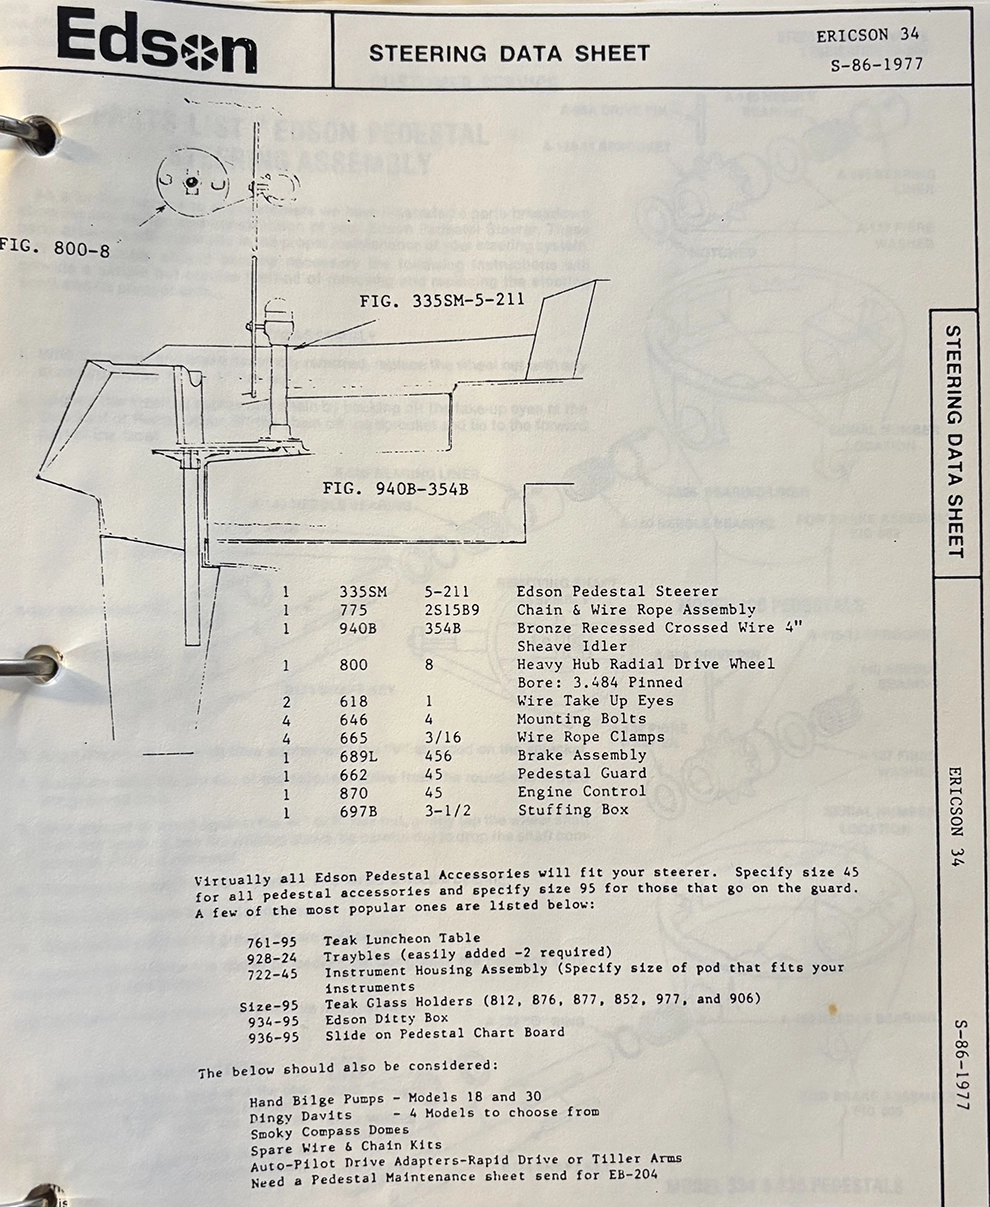 Edson
STEERING DATA SHEET
ERICSON 34
S-86-1977
FIG. 800-8
FIG. 335SM-5-211
FIG. 940B-354B
1 335SM 5-211 Edson Pedestal Steerer
1 775 2S15B9 Chain & Wire Rope Assembly
1 940B 354B Bronze Recessed Crossed Wire 4"
Sheave Idler
1 800 8 Heavy Hub Radial Drive Wheel
Bore: 3.484 Pinned
2 618 1 Wire Take Up Eyes
4 646 4 Mounting Bolts
4 665 3/16 Wire Rope Clamps
1 689L 456 Brake Assembly
1 662 45 Pedestal Guard
1 870 45 Engine Control
1 697B 3-1/2 Stuffing Box
Virtually all Edson Pedestal Accessories will fit your steerer. Specify size 45
for all pedestal accessories and specify size 95 for those that go on the guard.
A few of the most popular ones are listed below:
761-95 Teak Luncheon Table
928-24 Traybles (easily added -2 required)
722-45 Instrument Housing Assembly (Specify size of pod that fits your
instruments
Size-95 Teak Glass Holders (812, 876, 877, 852, 977, and 906)
934-95 Edson Ditty Box
936-95 Slide on Pedestal Chart Board
The below should also be considered:
Hand Bilge Pumps - Models 18 and 30
Dingy Davits - 4 Models to choose from
Smoky Compass Domes
Spare Wire & Chain Kits
Auto-Pilot Drive Adapters-Rapid Drive or Tiller Arms
Need a Pedestal Maintenance sheet send for EB-204
STEERING DATA SHEET
ERICSON 34
S-86-1977